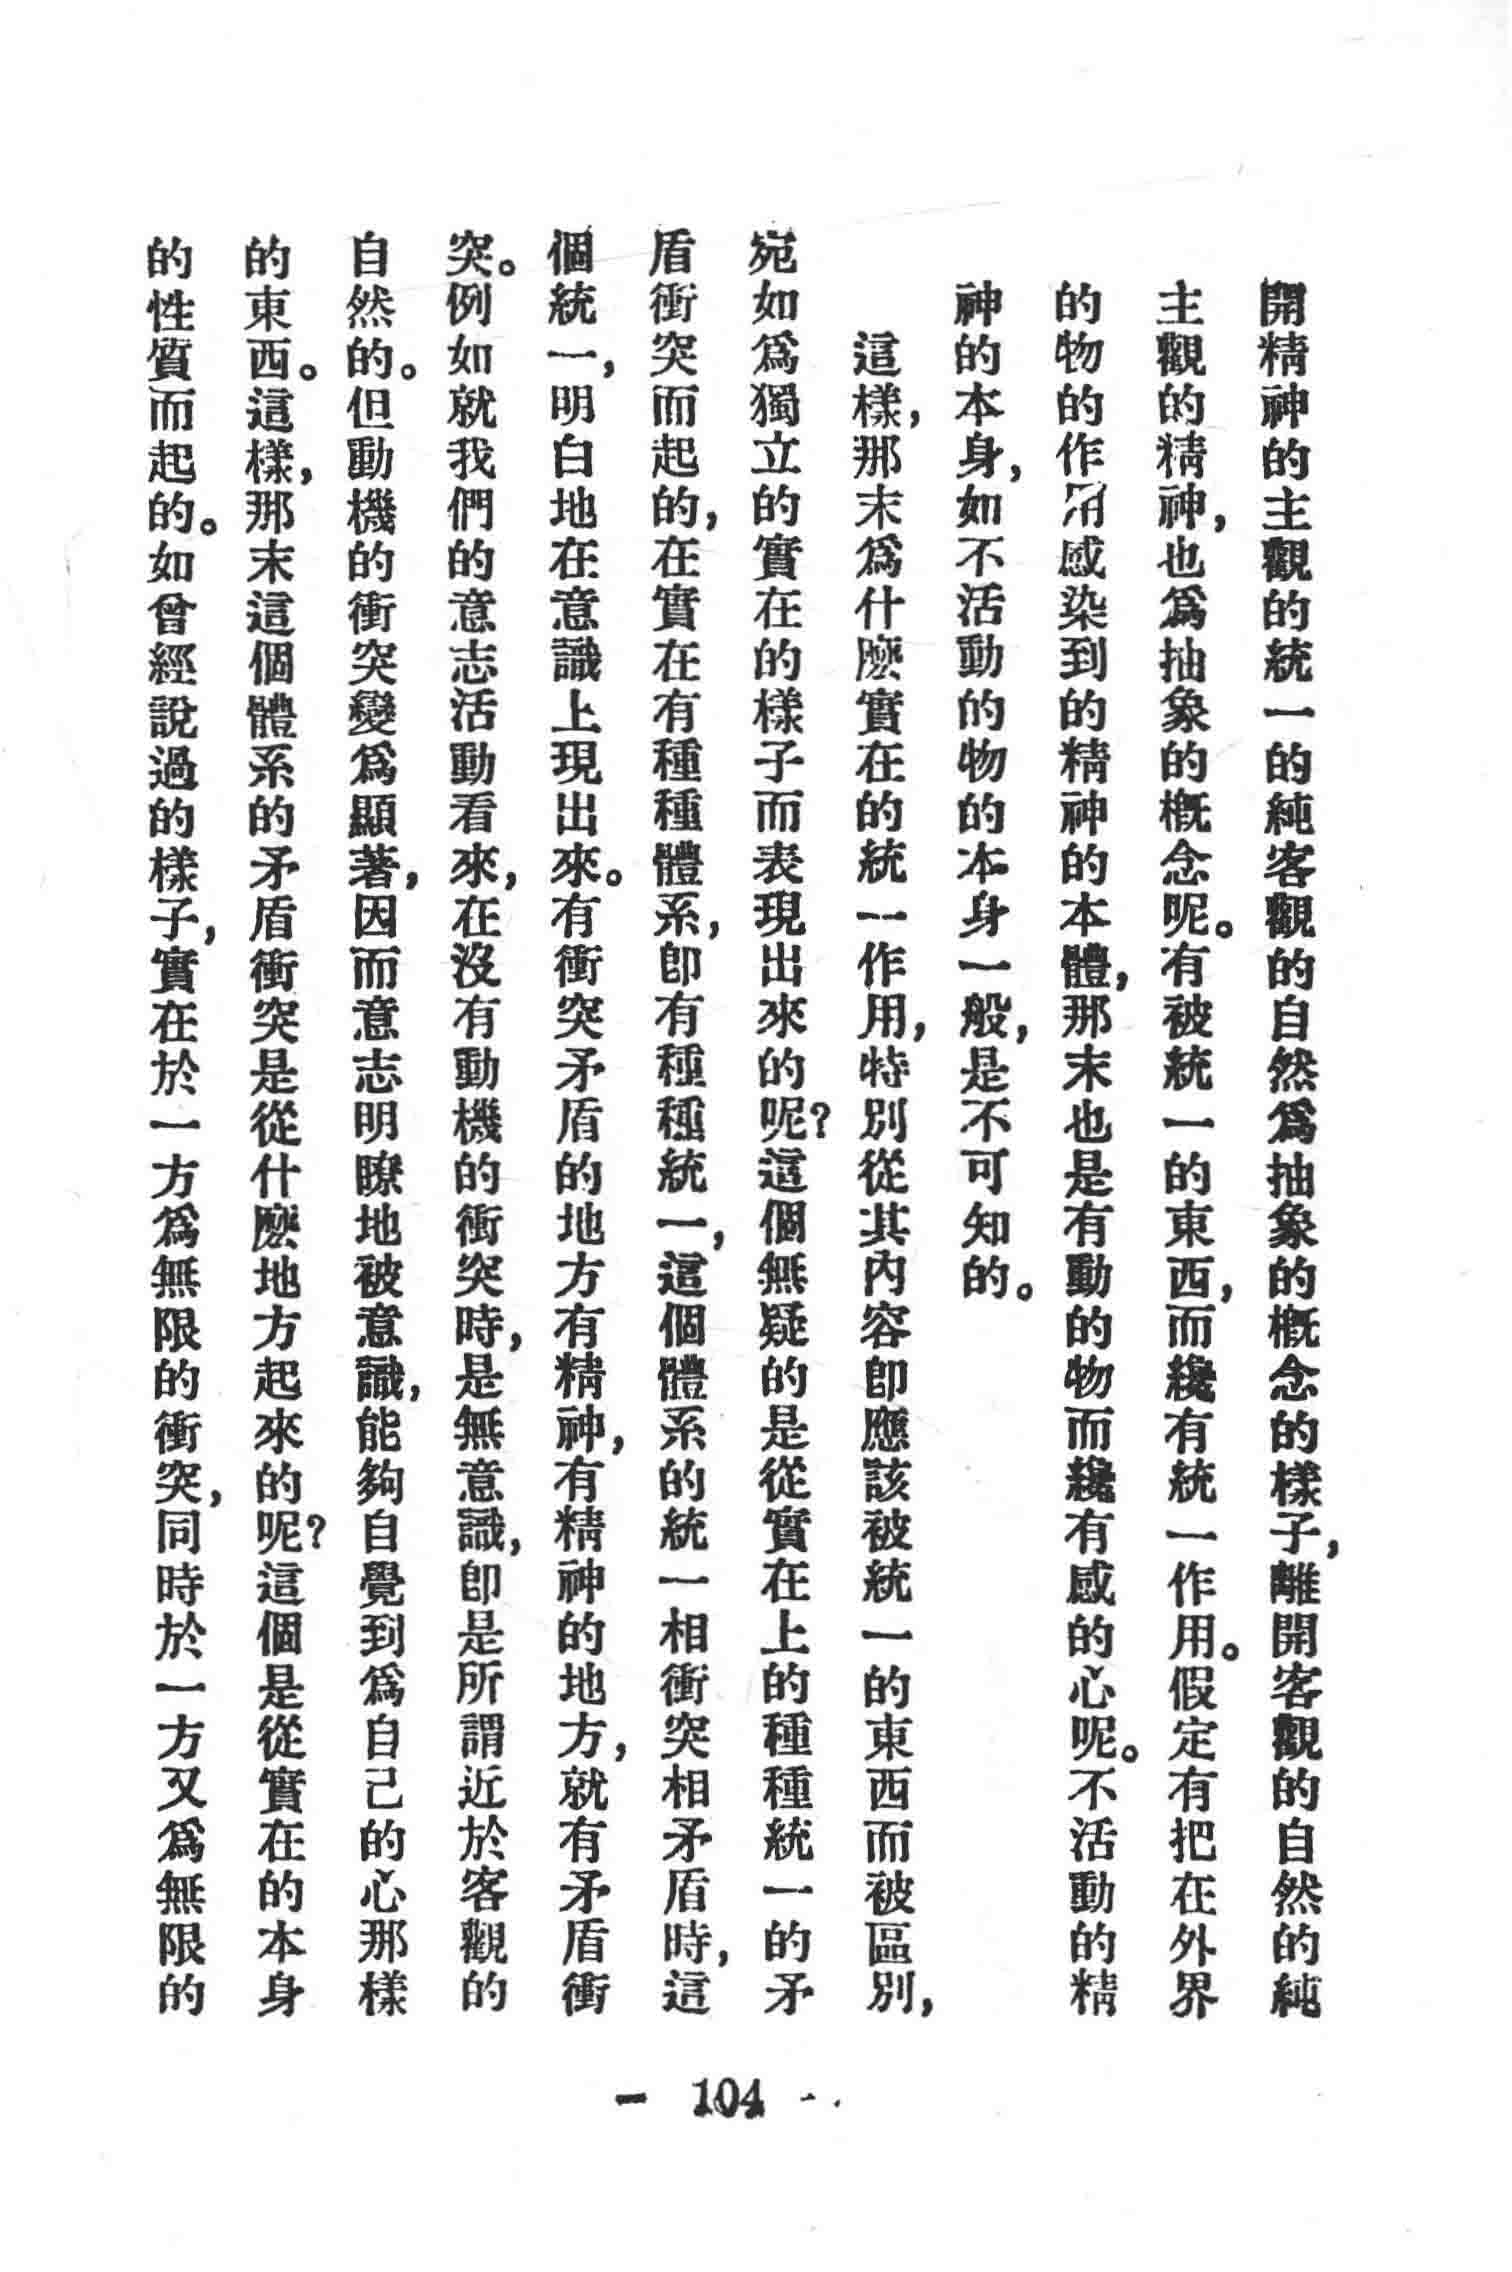 開精神的主觀的統一的純客觀的自然爲抽象的概念的樣子，離開客觀的自然的純
主觀的精神，也爲抽象的概念呢。有被統一的東西，而纔有統一作用。假定有把在外界
的物的作用感染到的精神的本體，那末也是有動的物而纔有感的心呢。不活動的精
神的本身，如不活動的物的本身一般，是不可知的。
這樣，那末爲什麼實在的統一作用，特別從其內容卽應該被統一的東西而被區別，
宛如爲獨立的實在的樣子而表現出來的呢？這個無疑的是從實在上的種種統一的矛
盾衝突而起的，在實在有種種體系，卽有種種統一，這個體系的統一相衝突相矛盾時，這
個統一，明白地在意識上現出來。有衝突矛盾的地方有精神，有精神的地方，就有矛盾衝
突。例如就我們的意志活動看來，在沒有動機的衝突時，是無意識，卽是所謂近於客觀的
自然的。但動機的衝突變爲顯著，因而意志明瞭地被意識，能夠自覺到爲自己的心那樣
的東西。這樣，那末這個體系的矛盾衝突是從什麼地方起來的呢？這個是從實在的本身
的性質而起的。如曾經說過的樣子，實在於一方爲無限的衝突，同時於一方又爲無限的
- 104 -